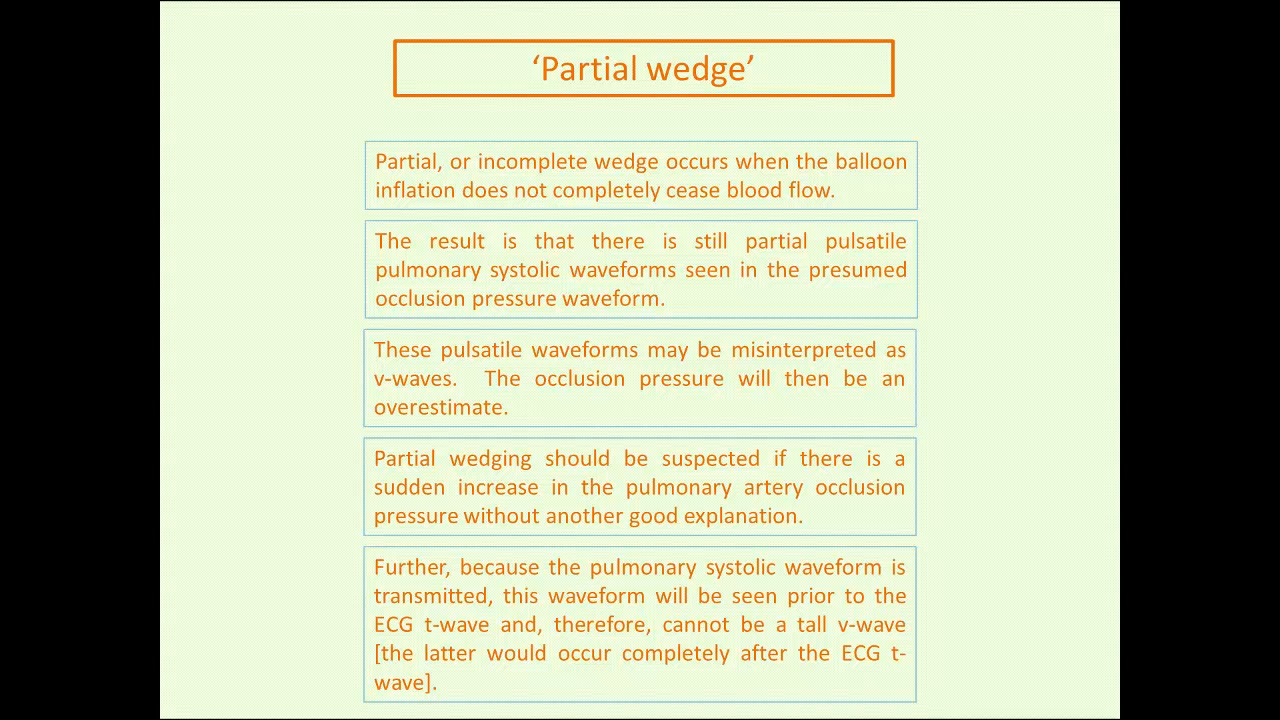 ‘Partial wedge’
Partial, or incomplete wedge occurs when the balloon
inflation does not completely cease blood flow.
The result is that there is still partial pulsatile
pulmonary systolic waveforms seen in the presumed
occlusion pressure waveform.
These pulsatile waveforms may be misinterpreted as
v-waves. The occlusion pressure will then be an
overestimate.
Partial wedging should be suspected if there is a
sudden increase in the pulmonary artery occlusion
pressure without another good explanation.
Further, because the pulmonary systolic waveform is
transmitted, this waveform will be seen prior to the
ECG t-wave and, therefore, cannot be a tall v-wave
[the latter would occur completely after the ECG t-
wave].